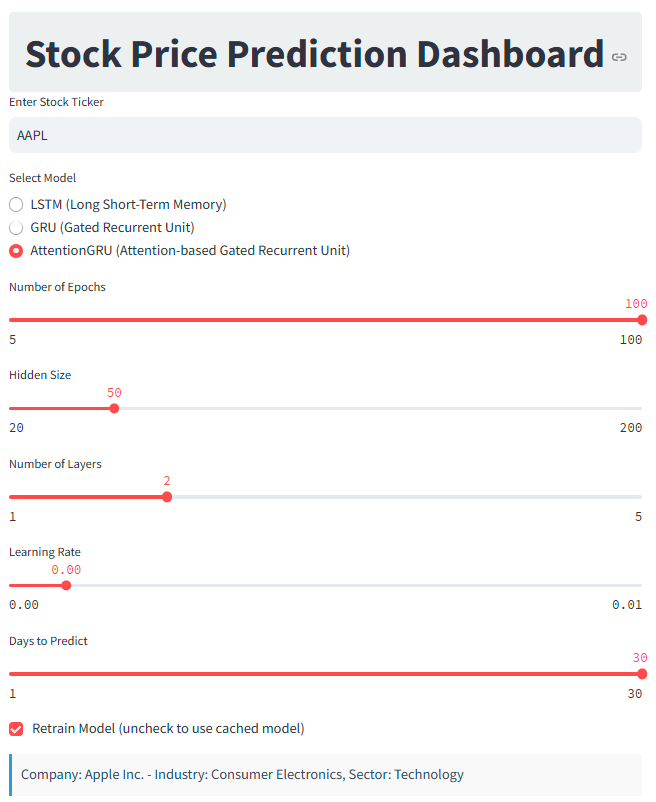 Stock Price Prediction Dashboard
Enter Stock Ticker
AAPL
Select Model
LSTM (Long Short-Term Memory)
GRU (Gated Recurrent Unit)
AttentionGRU (Attention-based Gated Recurrent Unit)
Number of Epochs
100
5 100
Hidden Size
50
20 200
Number of Layers
2
1 5
Learning Rate
0.00
0.00 0.01
Days to Predict
30
1 30
Retrain Model (uncheck to use cached model)
Company: Apple Inc. - Industry: Consumer Electronics, Sector: Technology